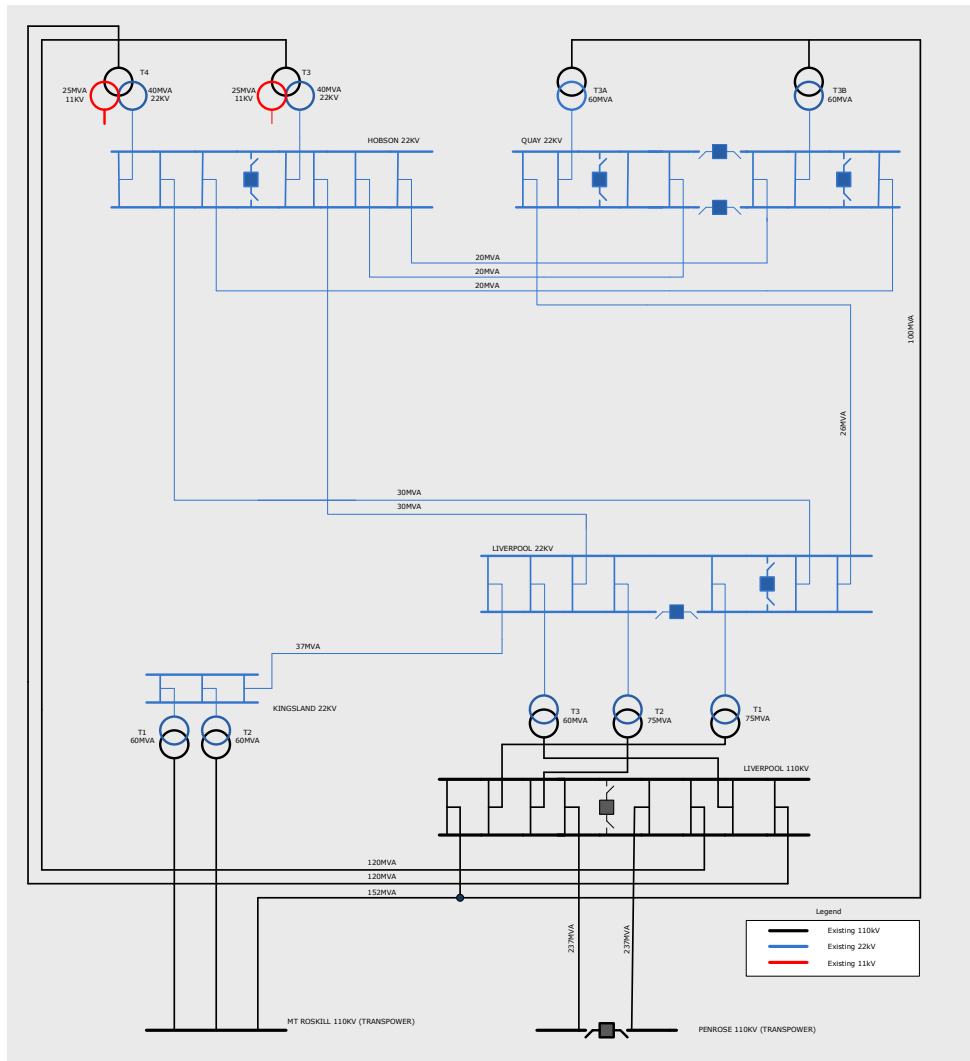 T4
T3
25MVA
11KV
40MVA
22KV
25MVA
11KV
40MVA
22KV
T3A
60MVA
T3B
60MVA
HOBSON 22KV
QUAY 22KV
20MVA
20MVA
20MVA
100MVA
26MVA
30MVA
30MVA
LIVERPOOL 22KV
37MVA
KINGSLAND 22KV
T1
60MVA
T2
60MVA
T3
60MVA
T2
75MVA
T1
75MVA
LIVERPOOL 110KV
120MVA
120MVA
152MVA
237MVA
237MVA
Legend
Existing 110kV
Existing 22kV
Existing 11kV
MT ROSKILL 110KV (TRANSPOWER)
PENROSE 110KV (TRANSPOWER)